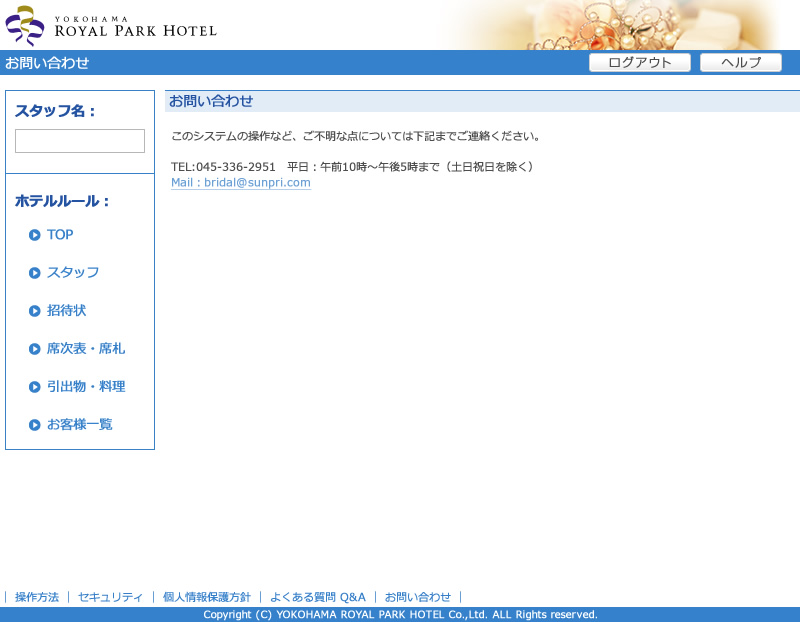 YOKOHAMA
ROYAL PARK HOTEL
お問い合わせ
ログアウト
ヘルプ
スタッフ名：
ホテルルール：
TOP
スタッフ
招待状
席次表・席札
引出物・料理
お客様一覧
お問い合わせ
このシステムの操作など、ご不明な点については下記までご連絡ください。
TEL:045-336-2951　平日：午前10時～午後5時まで（土日祝日を除く）
Mail：bridal@sunpri.com
｜ 操作方法 ｜ セキュリティ ｜ 個人情報保護方針 ｜ よくある質問 Q&A ｜ お問い合わせ ｜
Copyright (C) YOKOHAMA ROYAL PARK HOTEL Co.,Ltd. ALL Rights reserved.